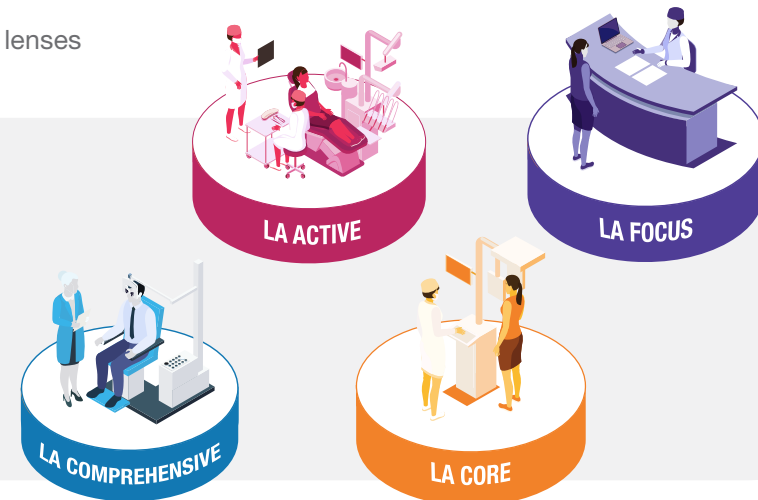 lenses
LA ACTIVE
LA FOCUS
LA COMPREHENSIVE
LA CORE